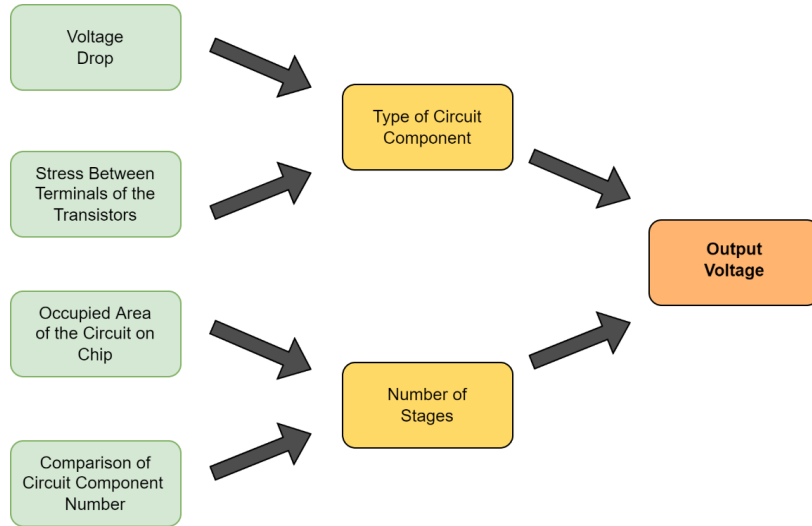 Voltage
Drop
Type of Circuit
Component
Stress Between
Terminals of the
Transistors
Output
Voltage
Occupied Area
of the Circuit on
Chip
Number of
Stages
Comparison of
Circuit Component
Number